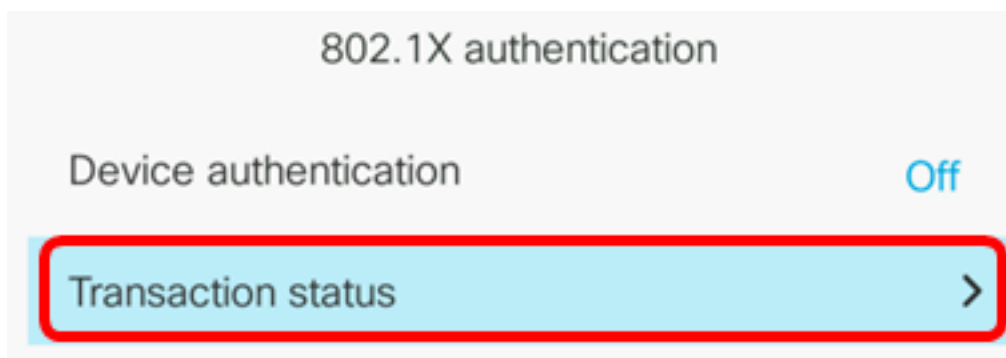 802.1X authentication
Device authentication Off
Transaction status